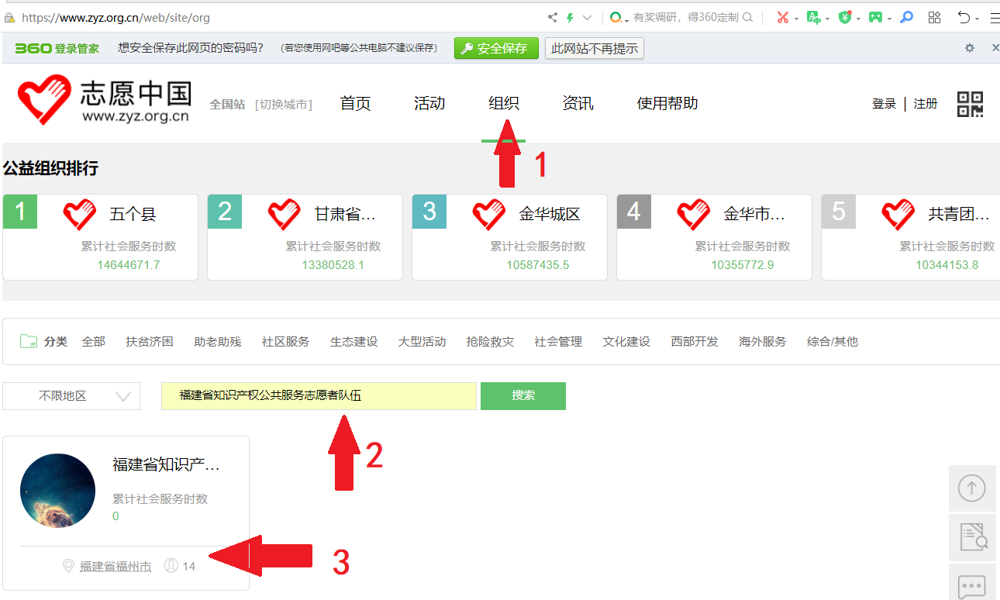 https://www.zyz.org.cn/web/site/org
有奖调研，得360定制
360登录管家 想安全保存此网页的密码吗？ （若您使用网吧等公共电脑不建议保存） 安全保存 此网站不再提示
志愿中国
www.zyz.org.cn
全国站 [切换城市] 首页 活动 组织 资讯 使用帮助 登录 | 注册
1
公益组织排行
1 五个县
累计社会服务时数
14644671.7
2 甘肃省...
累计社会服务时数
13380528.1
3 金华城区
累计社会服务时数
10587435.5
4 金华市...
累计社会服务时数
10355772.9
5 共青团...
累计社会服务时数
10344153.8
分类 全部 扶贫济困 助老助残 社区服务 生态建设 大型活动 抢险救灾 社会管理 文化建设 西部开发 海外服务 综合/其他
不限地区 福建省知识产权公共服务志愿者队伍 搜索
2
福建省知识产...
累计社会服务时数
0
福建省福州市 14
3